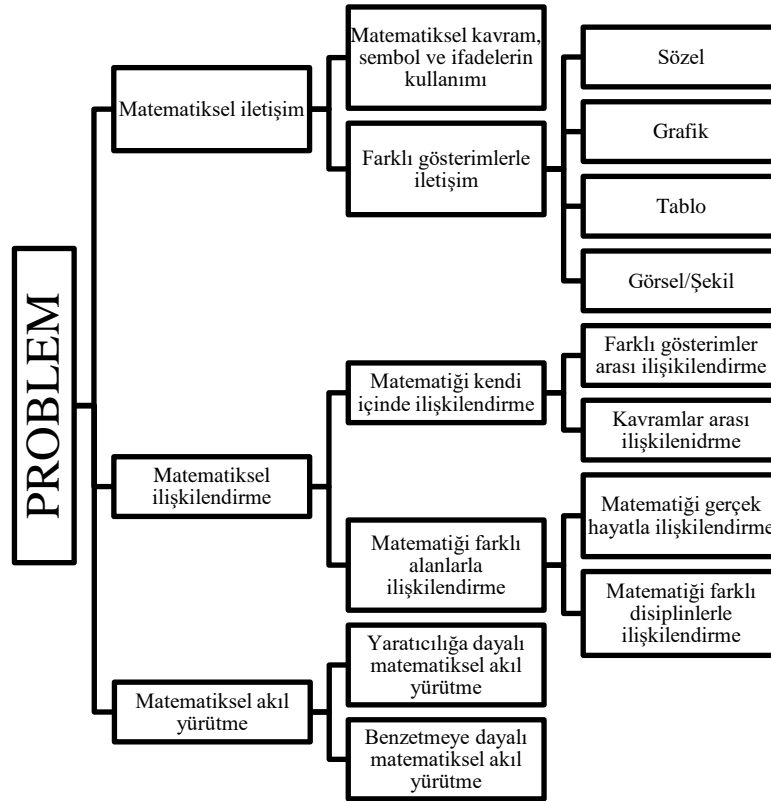 PROBLEM
Matematiksel iletişim
Matematiksel kavram,
sembol ve ifadelerin
kullanımı
Farklı gösterimlerle
iletişim
Sözel
Grafik
Tablo
Görsel/Şekil
Matematiksel
ilişkilendirme
Matematiği kendi
içinde ilişkilendirme
Farklı gösterimler
arası ilişikilendirme
Kavramlar arası
ilişkilenidrme
Matematiği farklı
alanlarla
ilişkilendirme
Matematiği gerçek
hayatla ilişkilendirme
Matematiği farklı
disiplinlerle
ilişkilendirme
Matematiksel akıl
yürütme
Yaratıcılığa dayalı
matematiksel akıl
yürütme
Benzetmeye dayalı
matematiksel akıl
yürütme